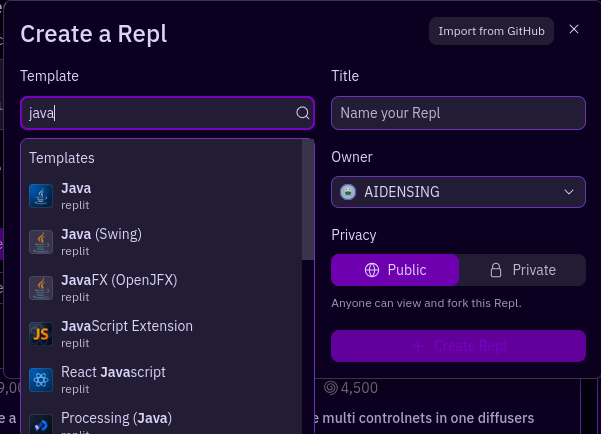 Create a Repl
Import from GitHub
Template
java
Templates
Java
replit
Java (Swing)
replit
JavaFX (OpenJFX)
replit
JavaScript Extension
replit
React Javascript
replit
Processing (Java)
replit
Title
Name your Repl
Owner
AIDENSING
Privacy
Public
Private
Anyone can view and fork this Repl.
+ Create Repl
4,500
multi controlnets in one diffusers